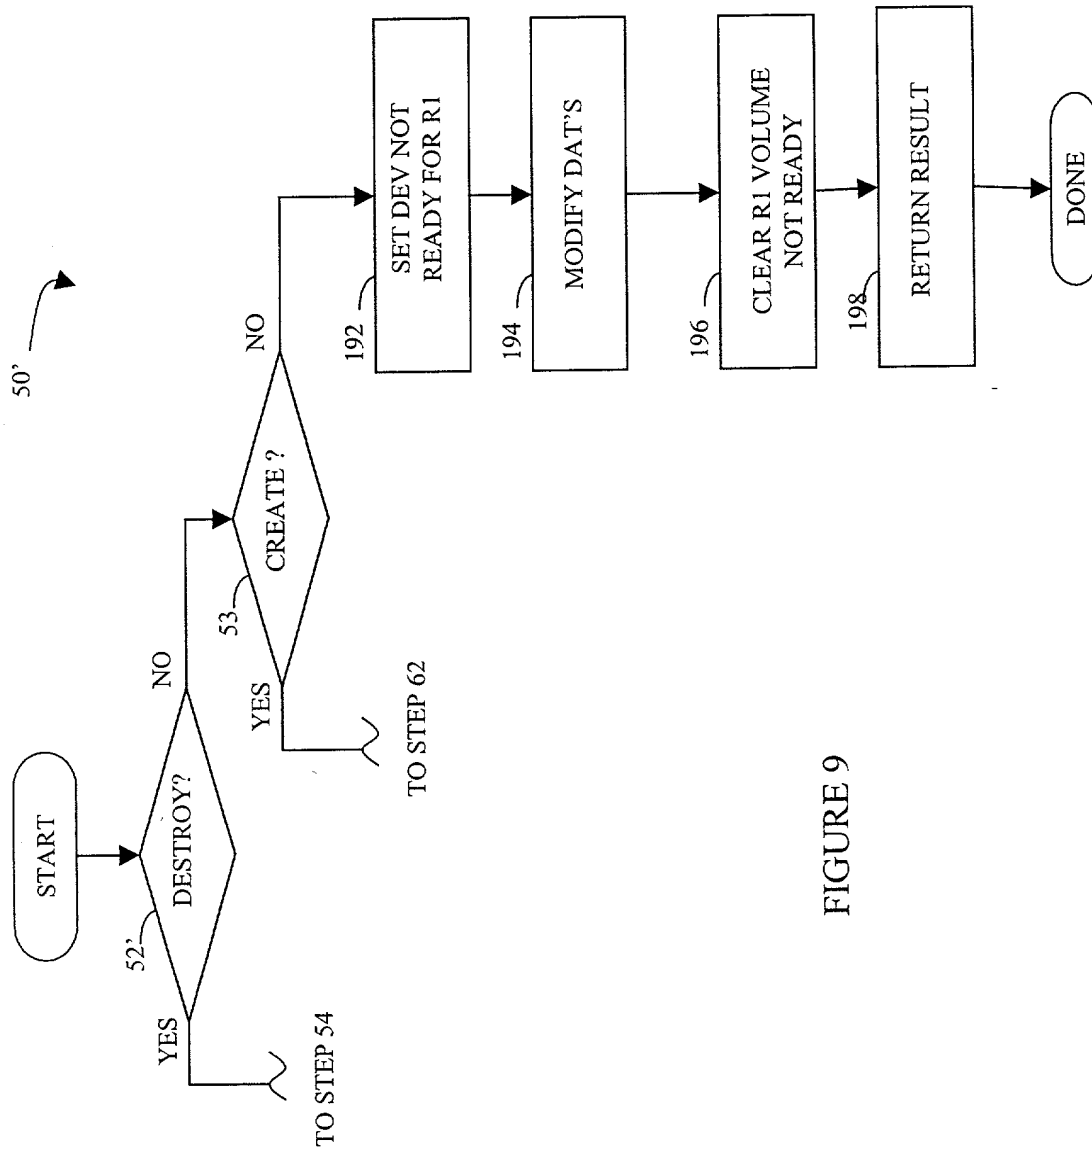 50’
START
52’
DESTROY?
YES
NO
TO STEP 54
53
CREATE ?
YES
NO
TO STEP 62
192
SET DEV NOT
READY FOR R1
194
MODIFY DAT'S
196
CLEAR R1 VOLUME
NOT READY
198
RETURN RESULT
DONE
FIGURE 9